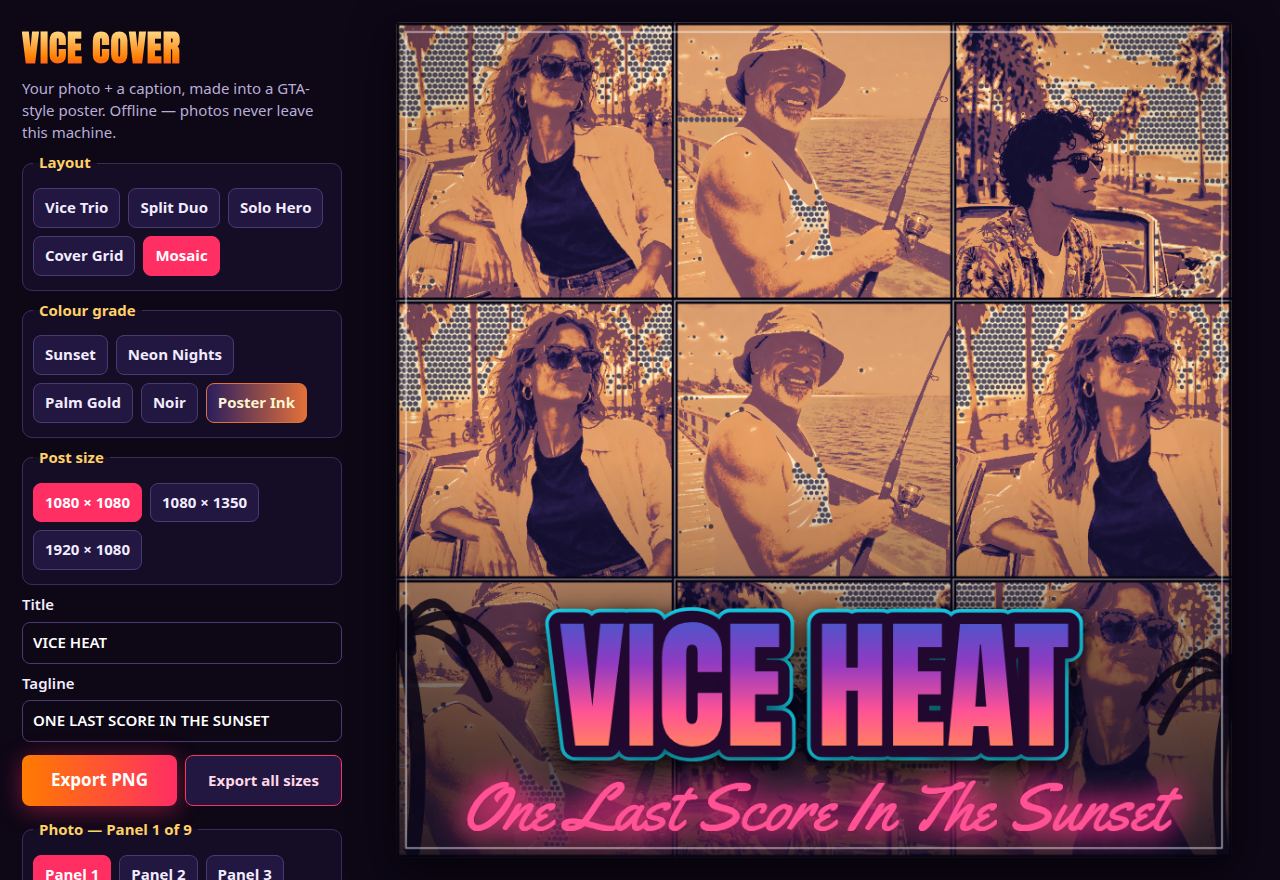 VICE COVER
Your photo + a caption, made into a GTA-
style poster. Offline — photos never leave
this machine.
Layout
Vice Trio
Split Duo
Solo Hero
Cover Grid
Mosaic
Colour grade
Sunset
Neon Nights
Palm Gold
Noir
Poster Ink
Post size
1080 × 1080
1080 × 1350
1920 × 1080
Title
VICE HEAT
Tagline
ONE LAST SCORE IN THE SUNSET
Export PNG
Export all sizes
Photo — Panel 1 of 9
Panel 1
Panel 2
Panel 3
VICE HEAT
One Last Score In The Sunset